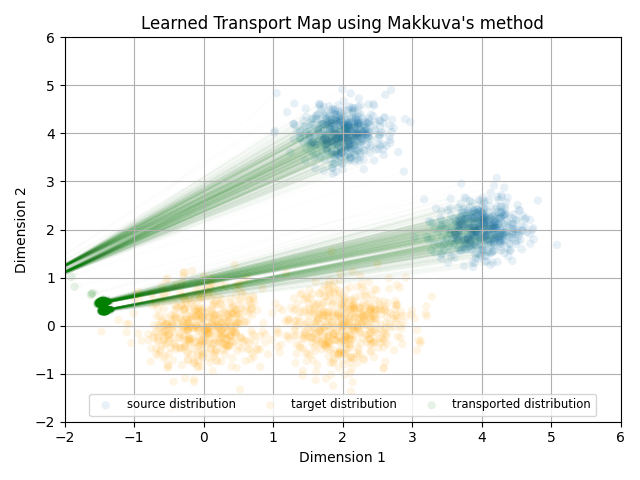 Learned Transport Map using Makkuva's method
Dimension 2
6
5
4
3
2
1
0
−1
−2
source distribution target distribution transported distribution
−2 −1 0 1 2 3 4 5 6
Dimension 1